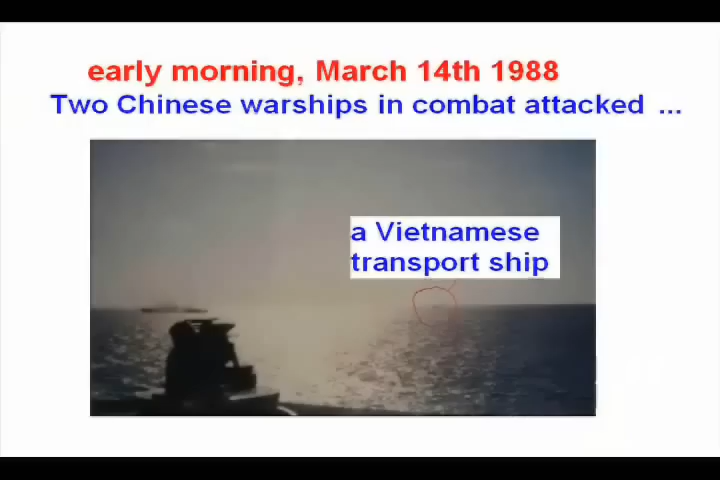 early morning, March 14th 1988
Two Chinese warships in combat attacked ...
a Vietnamese
transport ship